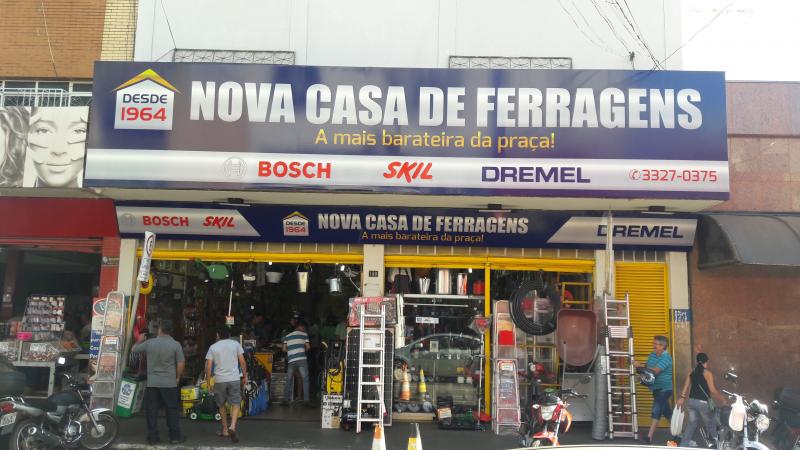 DESDE
1964
NOVA CASA DE FERRAGENS
A mais barateira da praça!
BOSCH SKIL DREMEL 3327-0375
BOSCH SKIL DESDE 1964 NOVA CASA DE FERRAGENS DREMEL
A mais barateira da praça!